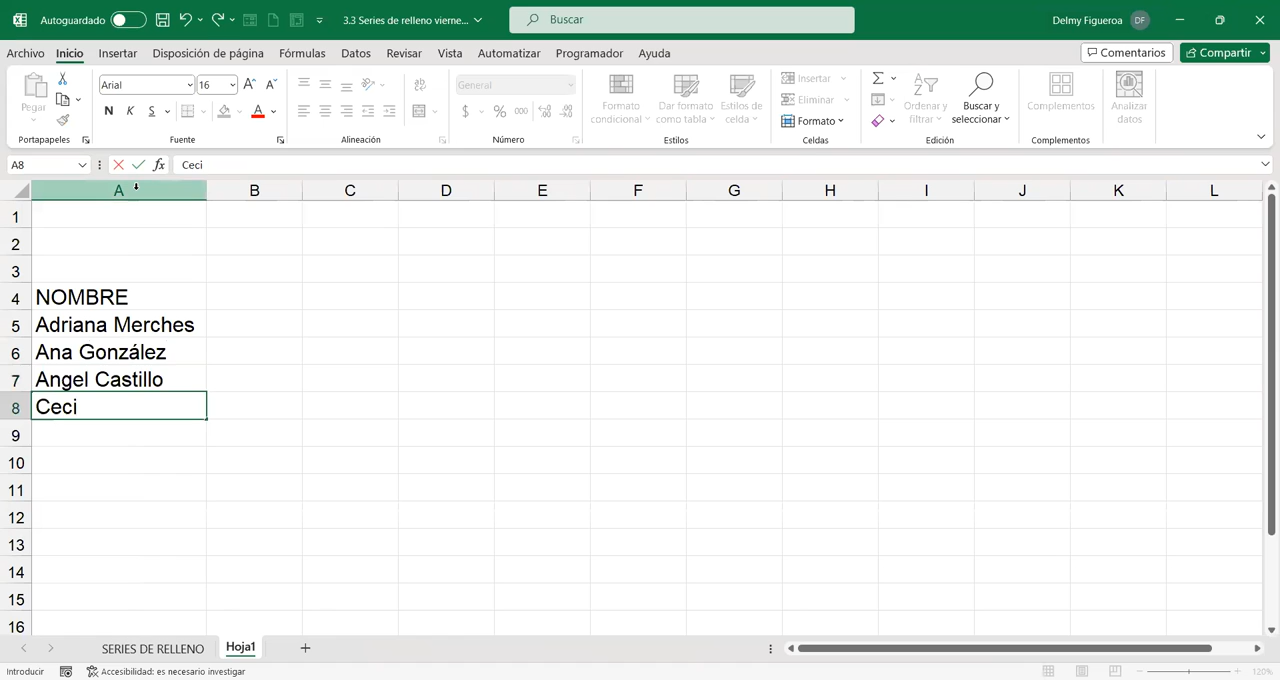 Autoguardado 3.3 Series de relleno vierne... Buscar Delmy Figueroa DF
Archivo Inicio Insertar Disposición de página Fórmulas Datos Revisar Vista Automatizar Programador Ayuda Comentarios Compartir
Pegar Arial 16 General Formato condicional Dar formato como tabla Estilos de celda Insertar Eliminar Formato Ordenar y filtrar Buscar y seleccionar Complementos Analizar datos
N K S A $ % 000
Portapapeles Fuente Alineación Número Estilos Celdas Edición Complementos
A8 fx Ceci
A B C D E F G H I J K L
1
2
3
4 NOMBRE
5 Adriana Merches
6 Ana González
7 Angel Castillo
8 Ceci
9
10
11
12
13
14
15
16
SERIES DE RELLENO Hoja1 +
Introducir Accesibilidad: es necesario investigar 120%